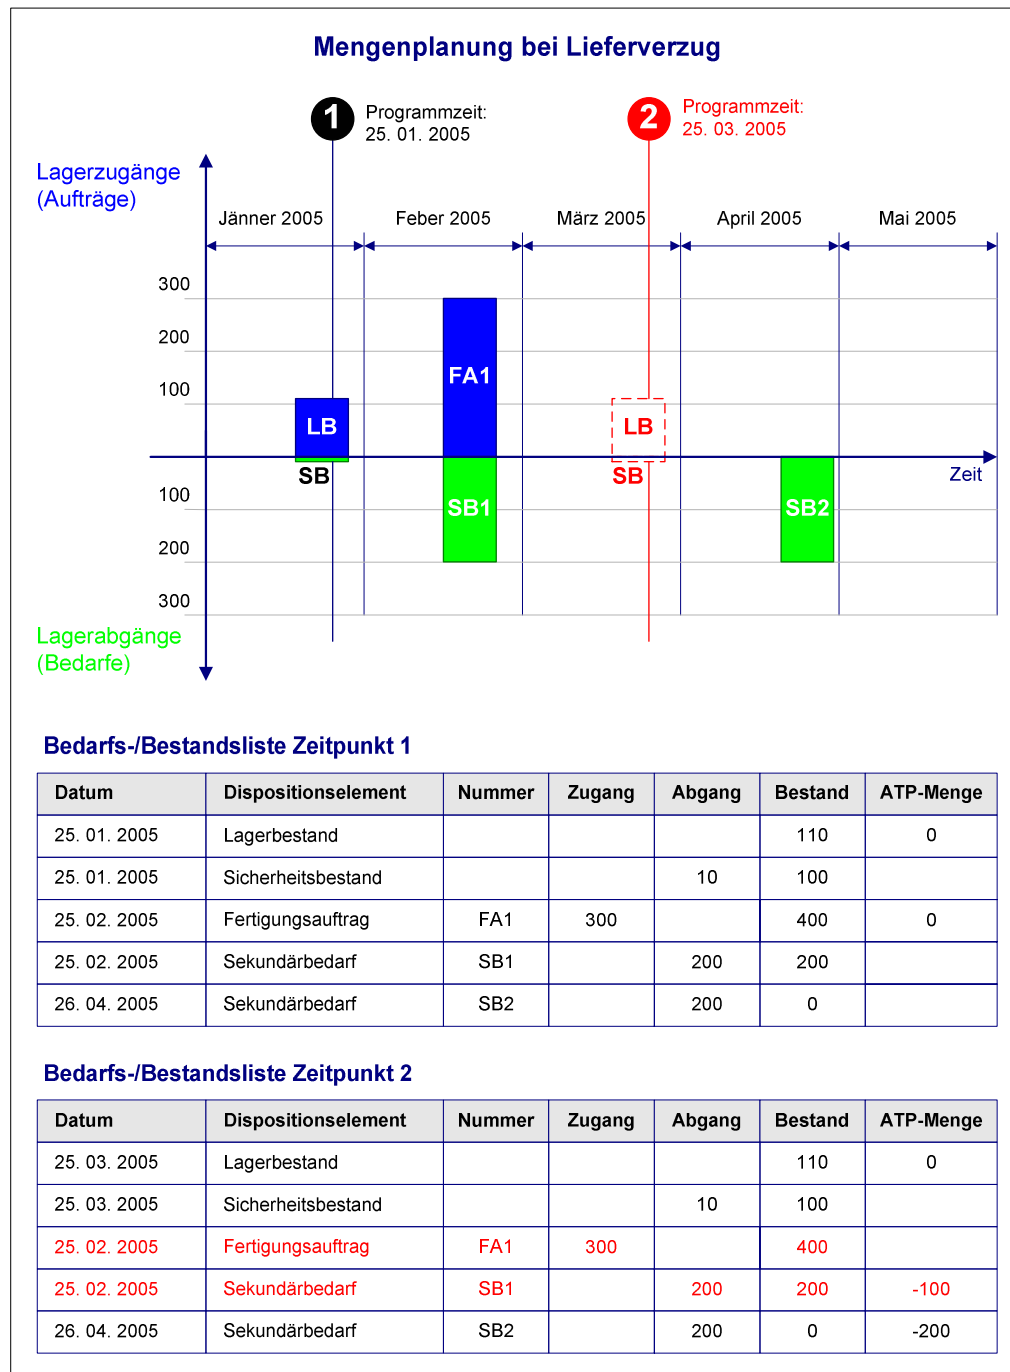 Mengenplanung bei Lieferverzug
1 Programmzeit:
25. 01. 2005
2 Programmzeit:
25. 03. 2005
Lagerzugänge
(Aufträge)
Jänner 2005 Feber 2005 März 2005 April 2005 Mai 2005
300
200
FA1
100
LB LB
SB SB Zeit
100
SB1 SB2
200
300
Lagerabgänge
(Bedarfe)
Bedarfs-/Bestandsliste Zeitpunkt 1
Datum Dispositionselement Nummer Zugang Abgang Bestand ATP-Menge
25. 01. 2005 Lagerbestand 110 0
25. 01. 2005 Sicherheitsbestand 10 100
25. 02. 2005 Fertigungsauftrag FA1 300 400 0
25. 02. 2005 Sekundärbedarf SB1 200 200
26. 04. 2005 Sekundärbedarf SB2 200 0
Bedarfs-/Bestandsliste Zeitpunkt 2
Datum Dispositionselement Nummer Zugang Abgang Bestand ATP-Menge
25. 03. 2005 Lagerbestand 110 0
25. 03. 2005 Sicherheitsbestand 10 100
25. 02. 2005 Fertigungsauftrag FA1 300 400
25. 02. 2005 Sekundärbedarf SB1 200 200 -100
26. 04. 2005 Sekundärbedarf SB2 200 0 -200